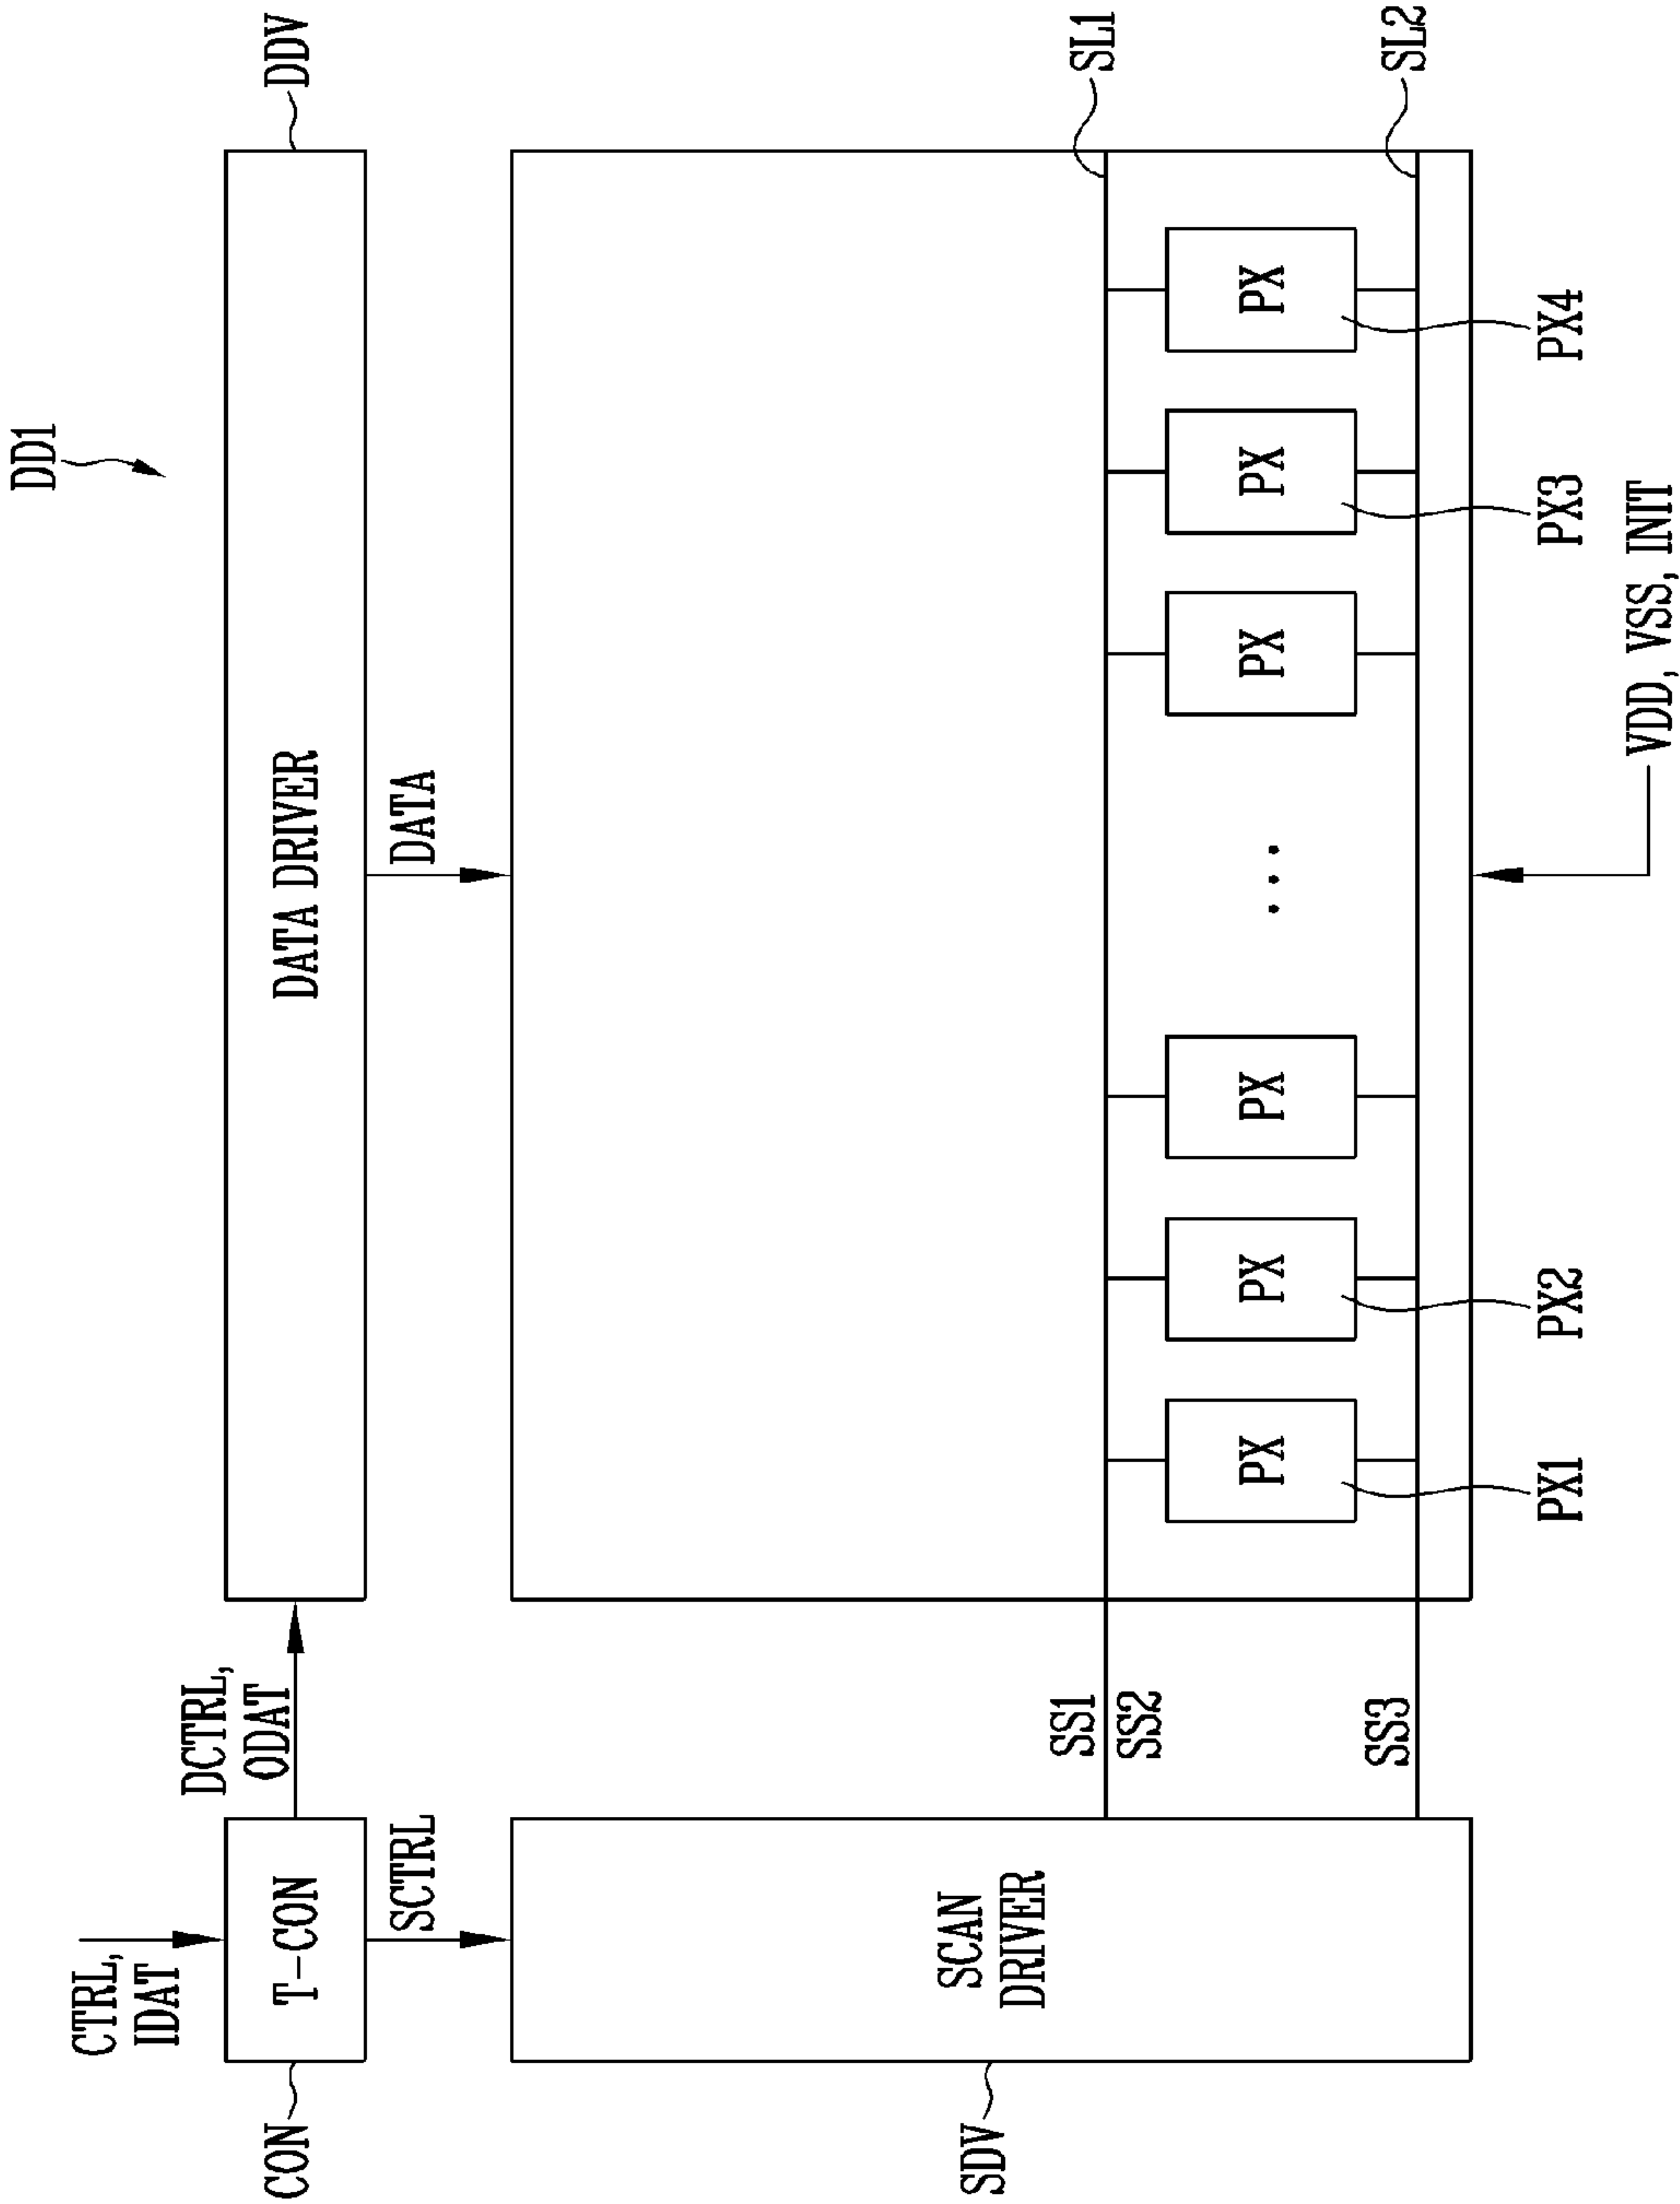 DD1
CTRL,
IDAT
CON
T-CON
DCTRL,
ODAT
DATA DRIVER
DDV
SCTRL
DATA
SDV
SCAN
DRIVER
SS1
SS2
SS3
SL1
SL2
PX
PX
PX
...
PX
PX
PX
PX1
PX2
PX3
PX4
VDD, VSS, INIT